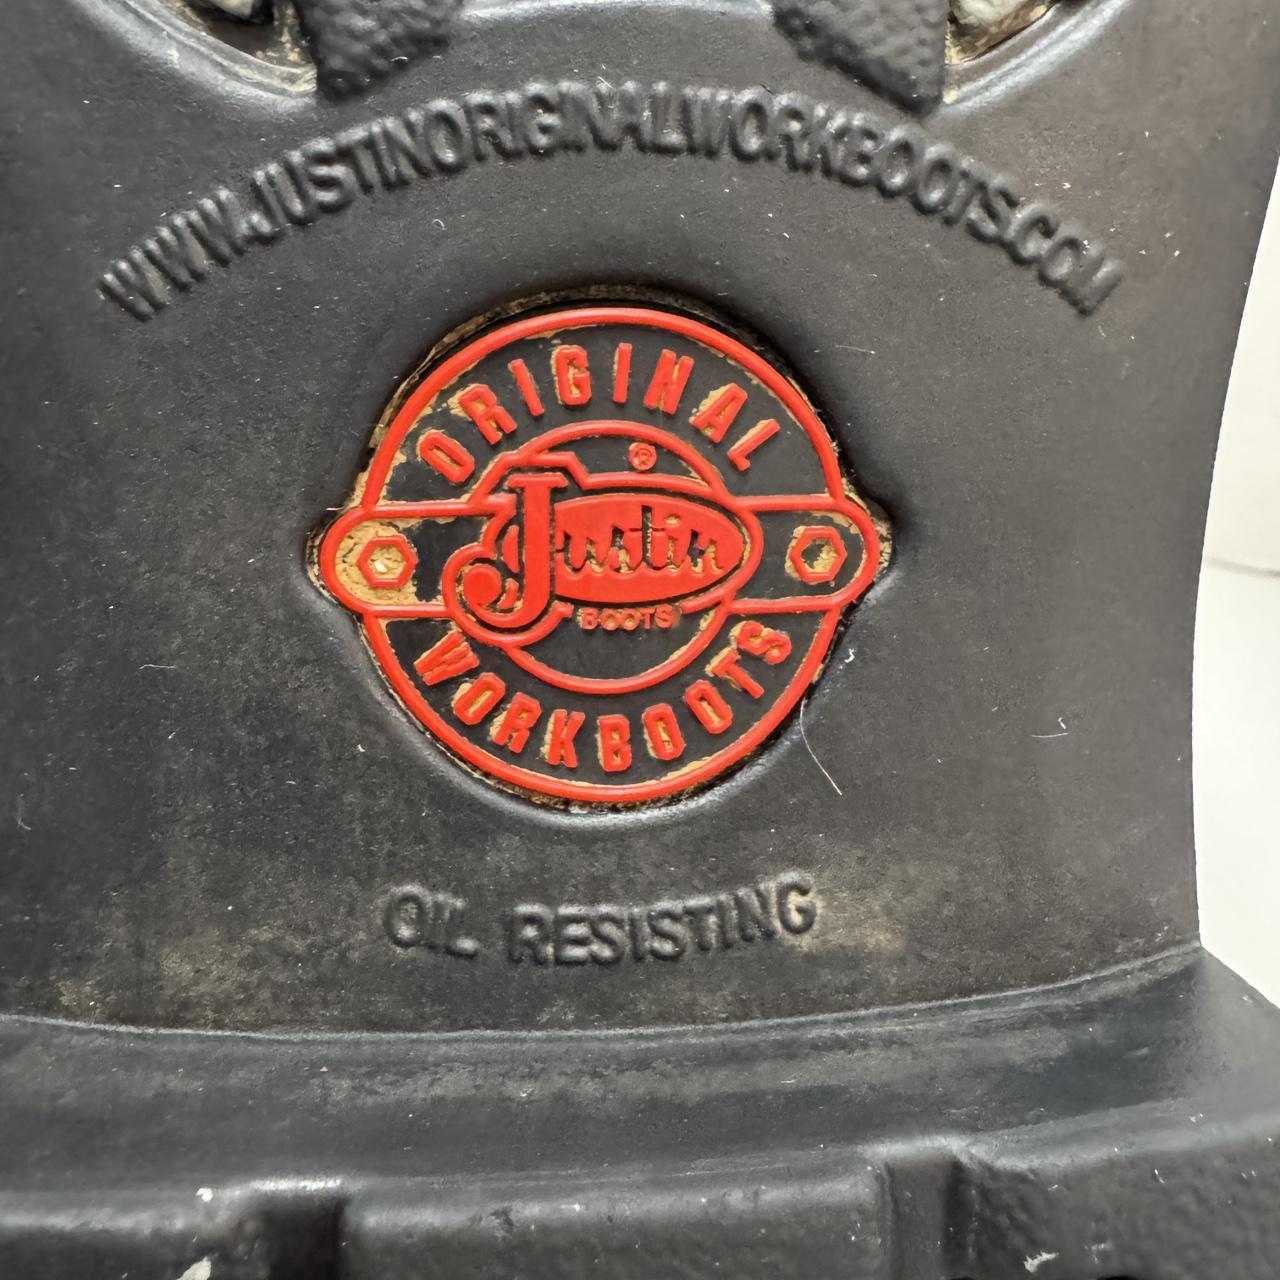 WWW.JUSTINORIGINALWORKBOOTS.COM
ORIGINAL
®
Justin
BOOTS
WORKBOOTS
OIL RESISTING